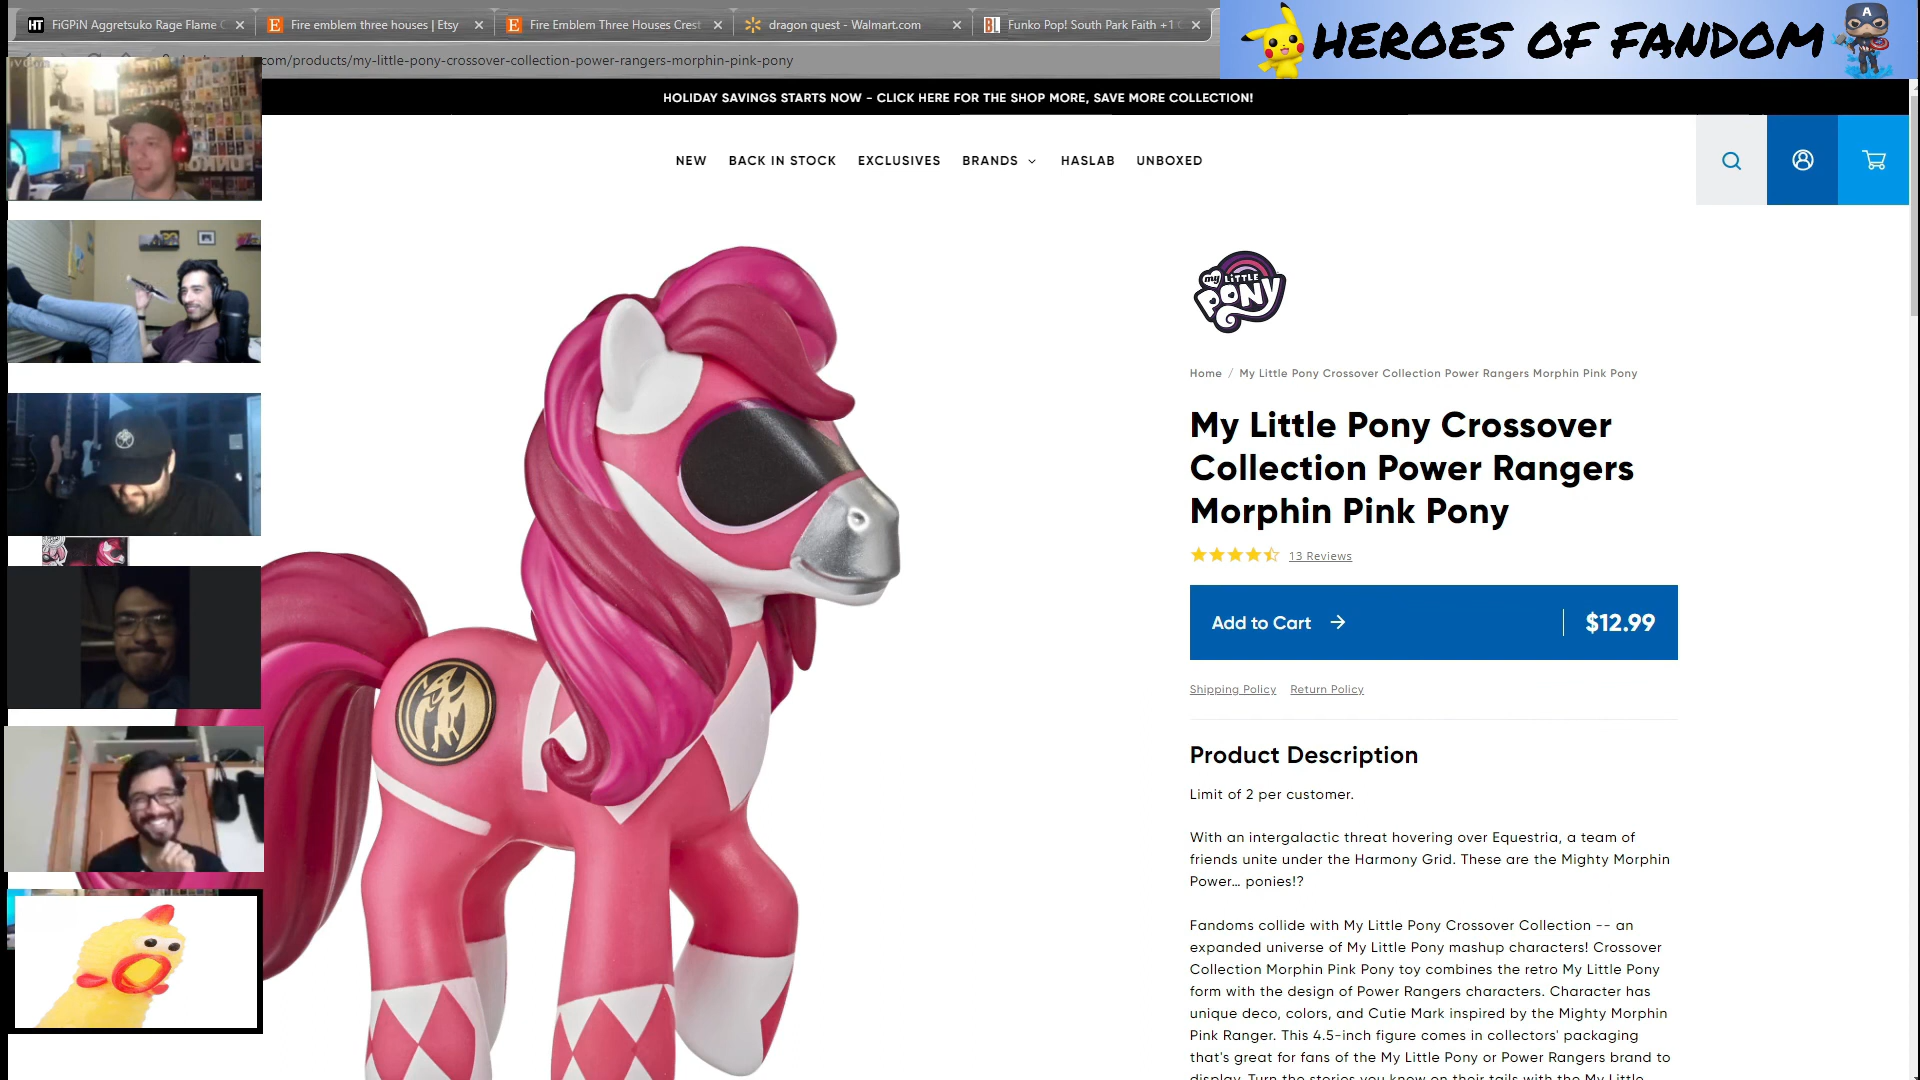 FiGPiN Aggretsuko Rage Flame
Fire emblem three houses | Etsy
Fire Emblem Three Houses Crest
dragon quest - Walmart.com
Funko Pop! South Park Faith +1
HEROES OF FANDOM
com/products/my-little-pony-crossover-collection-power-rangers-morphin-pink-pony
HOLIDAY SAVINGS STARTS NOW - CLICK HERE FOR THE SHOP MORE, SAVE MORE COLLECTION!
NEW
BACK IN STOCK
EXCLUSIVES
BRANDS
HASLAB
UNBOXED
my LITTLE
PONY
Home / My Little Pony Crossover Collection Power Rangers Morphin Pink Pony
My Little Pony Crossover
Collection Power Rangers
Morphin Pink Pony
13 Reviews
Add to Cart
$12.99
Shipping Policy
Return Policy
Product Description
Limit of 2 per customer.
With an intergalactic threat hovering over Equestria, a team of
friends unite under the Harmony Grid. These are the Mighty Morphin
Power... ponies!?
Fandoms collide with My Little Pony Crossover Collection -- an
expanded universe of My Little Pony mashup characters! Crossover
Collection Morphin Pink Pony toy combines the retro My Little Pony
form with the design of Power Rangers characters. Character has
unique deco, colors, and Cutie Mark inspired by the Mighty Morphin
Pink Ranger. This 4.5-inch figure comes in collectors' packaging
that's great for fans of the My Little Pony or Power Rangers brand to
display. Turn the stories you know on their tails with the My Little